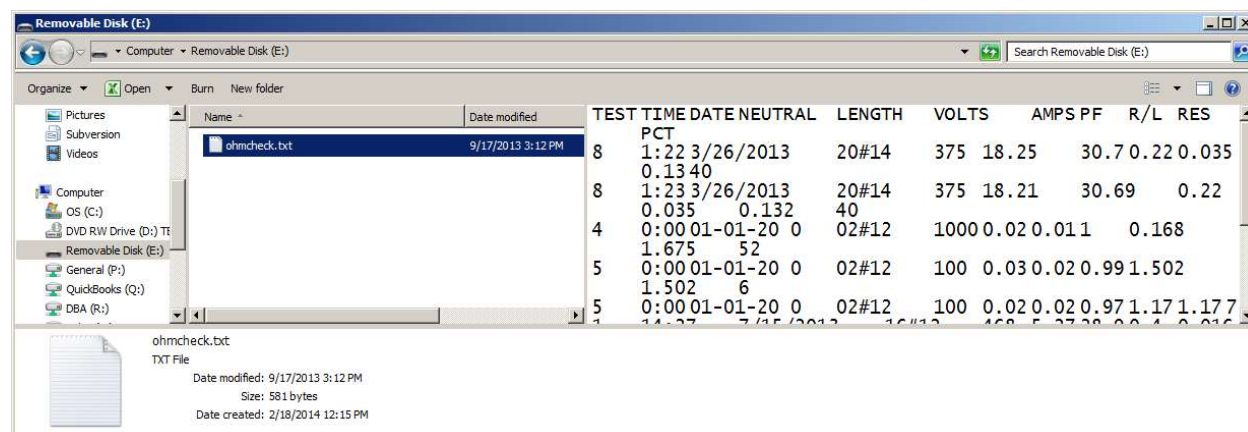 Removable Disk (E:)
Computer Removable Disk (E:)
Search Removable Disk (E:)
Organize Open Burn New folder
Pictures
Subversion
Videos
Computer
OS (C:)
DVD RW Drive (D:) TE
Removable Disk (E:)
General (P:)
QuickBooks (Q:)
DBA (R:)
Name Date modified
ohmcheck.txt 9/17/2013 3:12 PM
TEST TIME DATE NEUTRAL LENGTH VOLTS AMPS PF R/L RES
PCT
8 1:22 3/26/2013 20#14 375 18.25 30.7 0.22 0.035
0.13 40
8 1:23 3/26/2013 20#14 375 18.21 30.69 0.22
0.035 0.132 40
4 0:00 01-01-20 0 02#12 1000 0.02 0.01 1 0.168
1.675 52
5 0:00 01-01-20 0 02#12 100 0.03 0.02 0.99 1.502
1.502 6
5 0:00 01-01-20 0 02#12 100 0.02 0.02 0.97 1.17 1.17 7
ohmcheck.txt
TXT File
Date modified: 9/17/2013 3:12 PM
Size: 581 bytes
Date created: 2/18/2014 12:15 PM